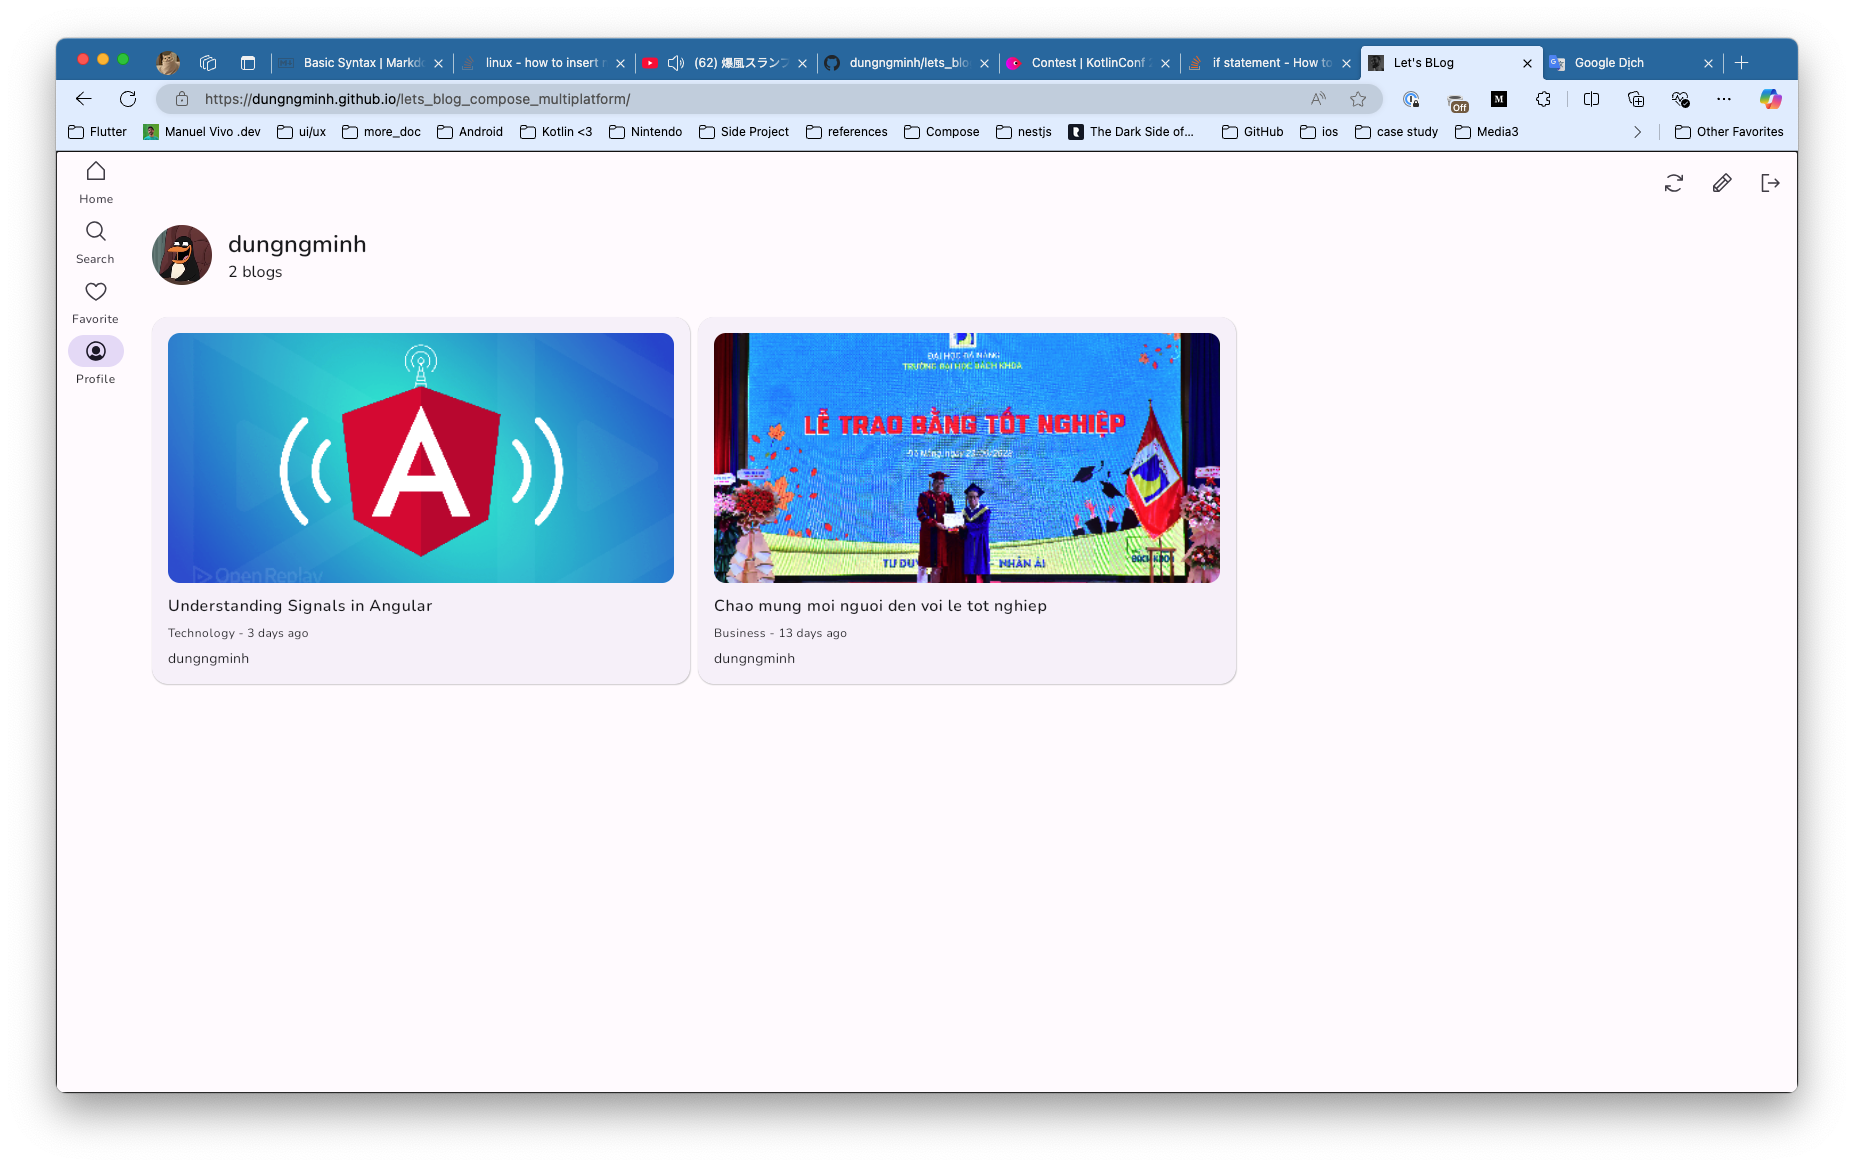 Basic Syntax | Markd
linux - how to insert
(62) 爆風スランプ
dungngminh/lets_blo
Contest | KotlinConf
if statement - How to
Let's BLog
Google Dịch
https://dungngminh.github.io/lets_blog_compose_multiplatform/
Off
M
Flutter
Manuel Vivo .dev
ui/ux
more_doc
Android
Kotlin <3
Nintendo
Side Project
references
Compose
nestjs
The Dark Side of...
GitHub
ios
case study
Media3
Other Favorites
Home
Search
Favorite
Profile
dungngminh
2 blogs
A
OpenReplay
Understanding Signals in Angular
Technology - 3 days ago
dungngminh
ĐẠI HỌC ĐÀ NẴNG
TRƯỜNG ĐẠI HỌC BÁCH KHOA
LỄ TRAO BẰNG TỐT NGHIỆP
NHÂN ÁI
Chao mung moi nguoi den voi le tot nghiep
Business - 13 days ago
dungngminh